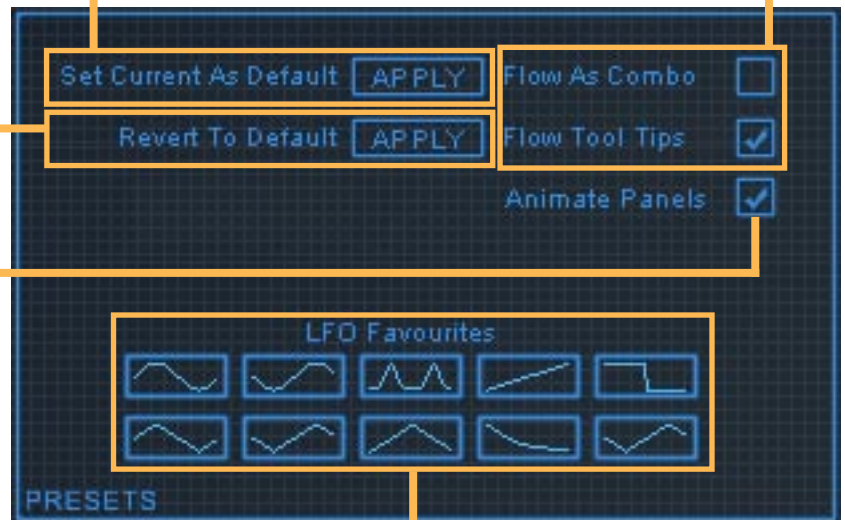 Set Current As Default APPLY Flow As Combo
Revert To Default APPLY Flow Tool Tips
Animate Panels
LFO Favourites
PRESETS